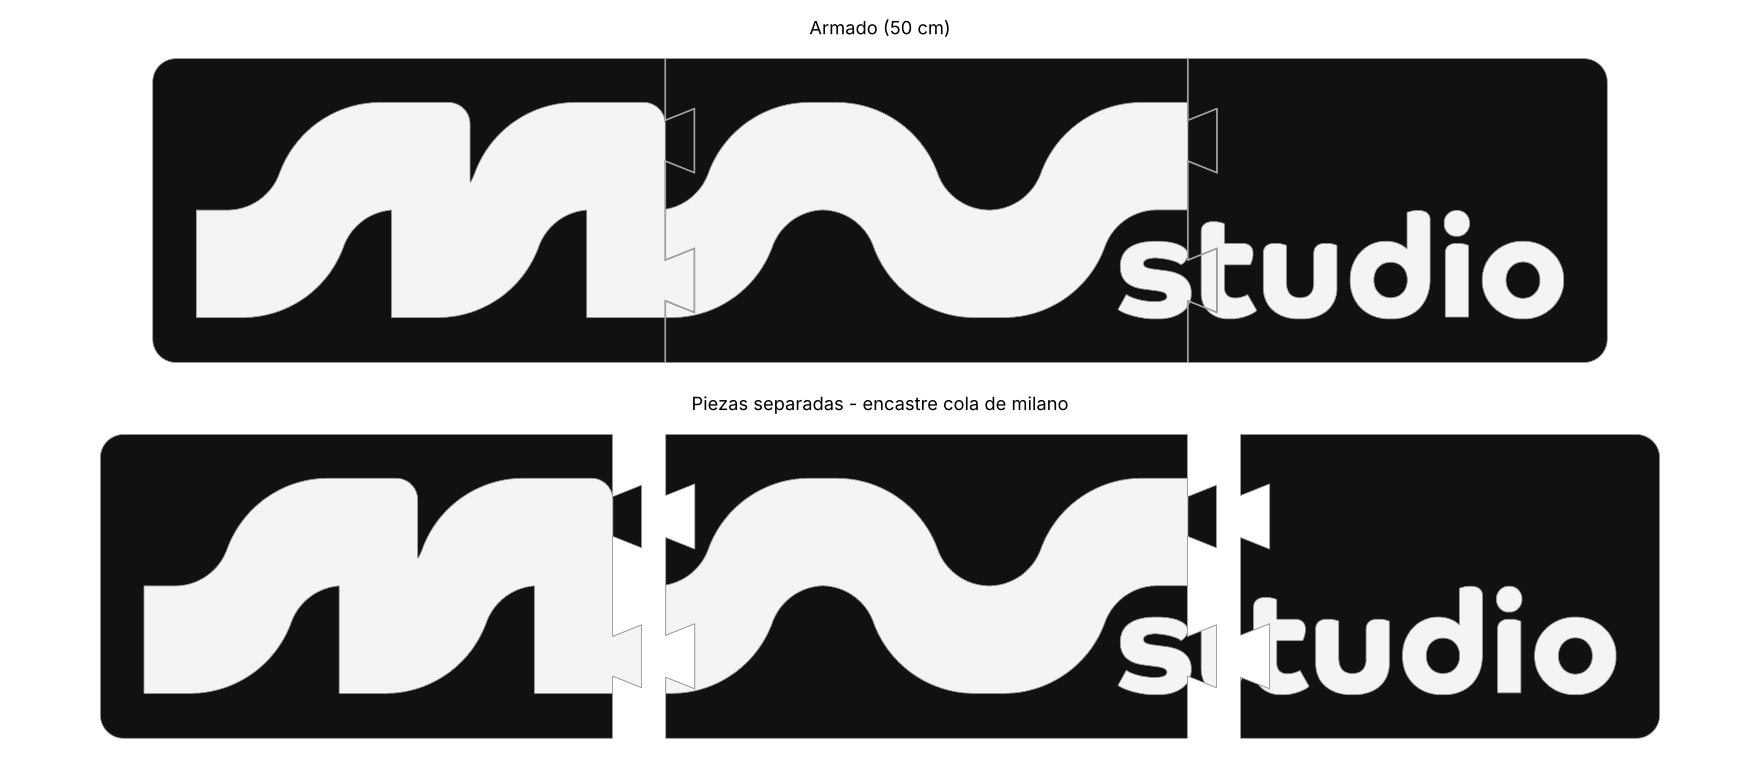 Armado (50 cm)
studio
Piezas separadas - encastre cola de milano
studio